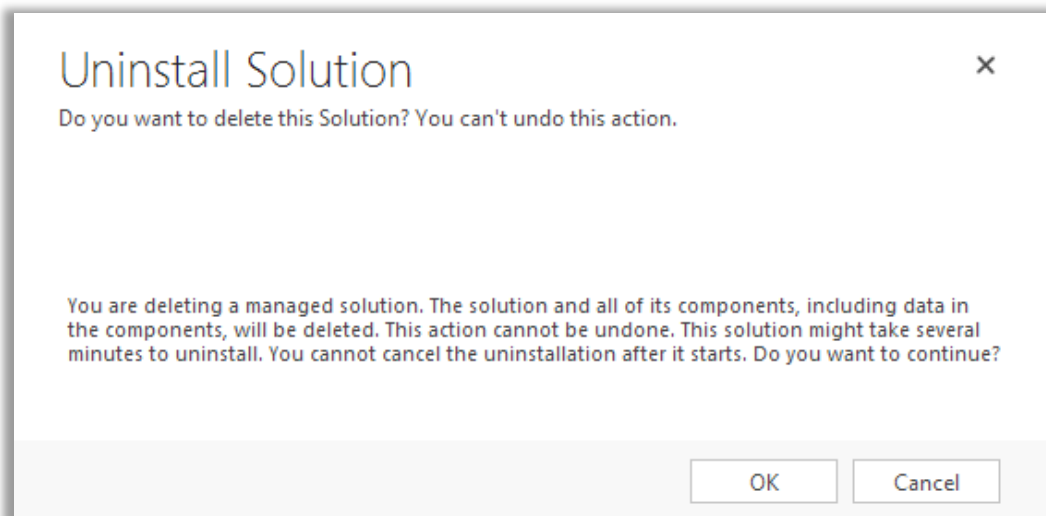 Uninstall Solution
Do you want to delete this Solution? You can't undo this action.
You are deleting a managed solution. The solution and all of its components, including data in
the components, will be deleted. This action cannot be undone. This solution might take several
minutes to uninstall. You cannot cancel the uninstallation after it starts. Do you want to continue?
OK Cancel